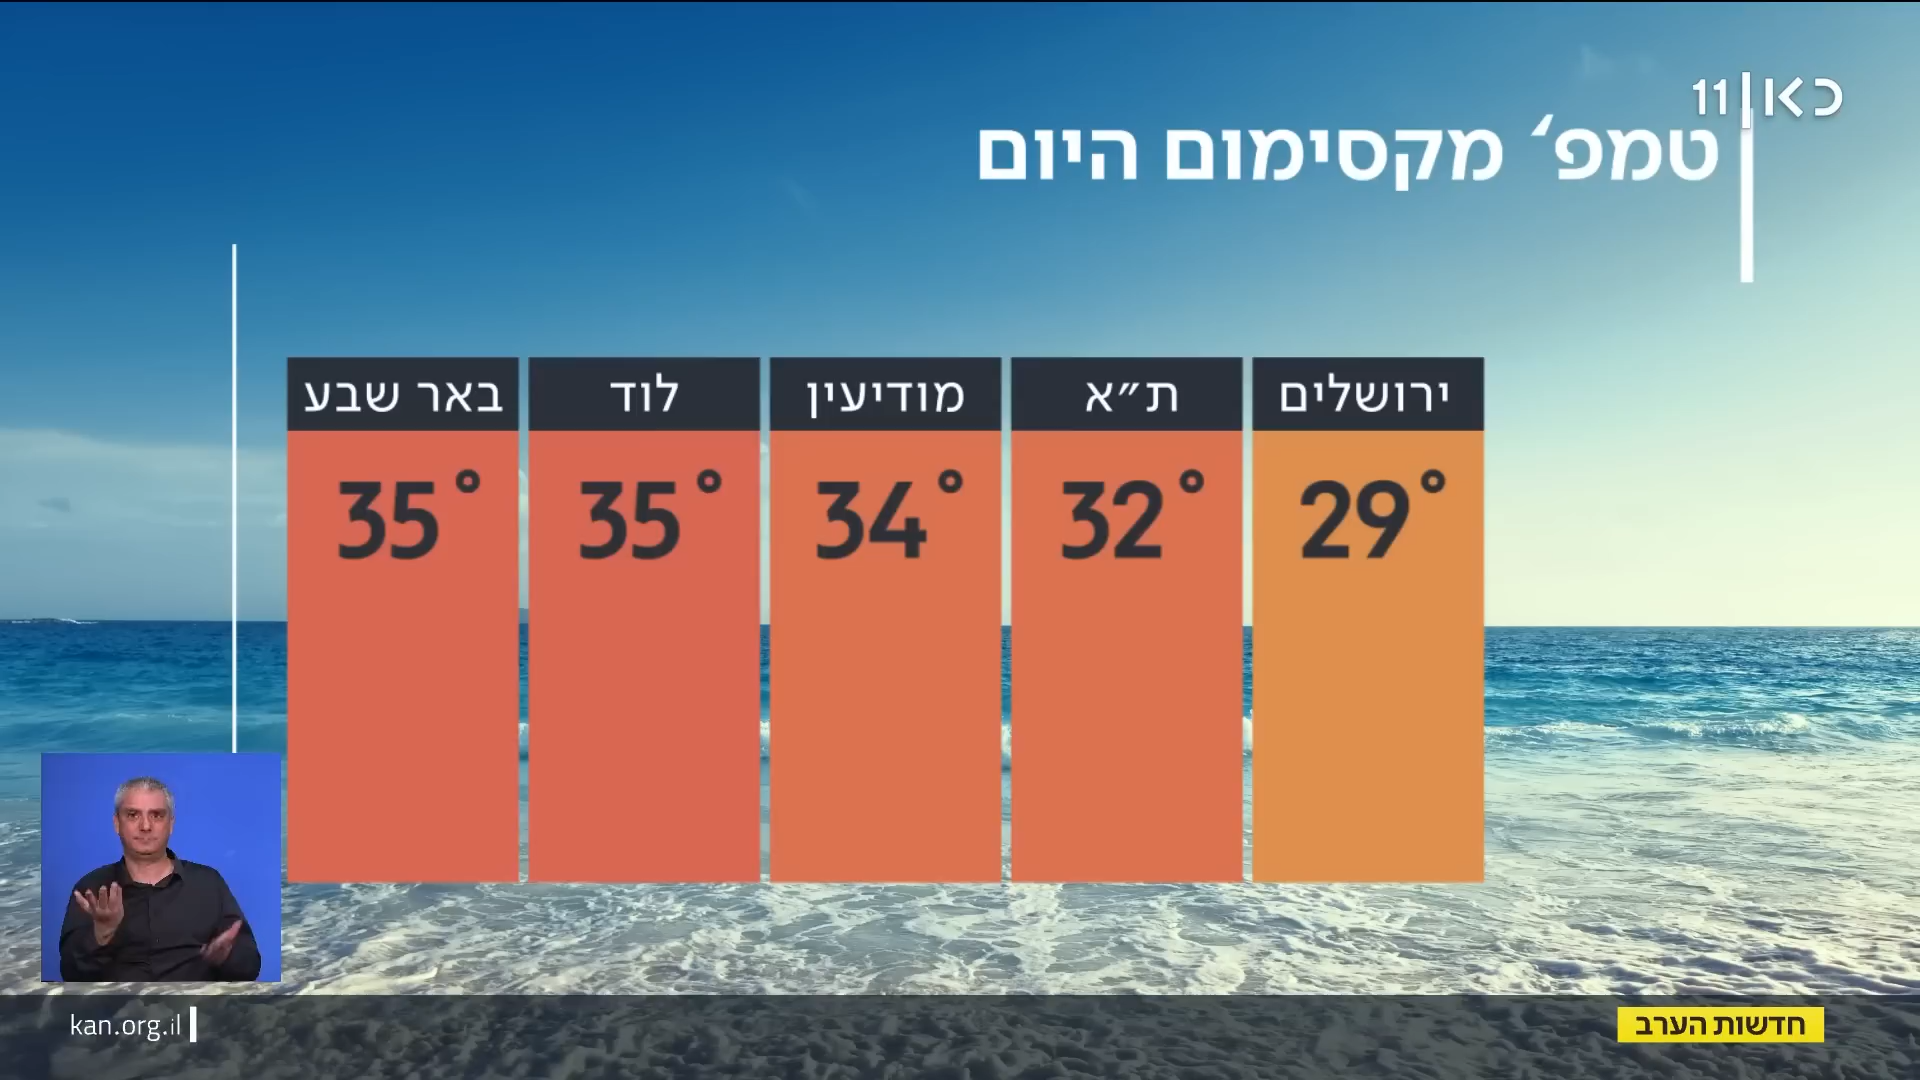 כאן 11
טמפ׳ מקסימום היום
ירושלים
ת״א
מודיעין
לוד
באר שבע
29°
32°
34°
35°
35°
חדשות הערב
kan.org.il